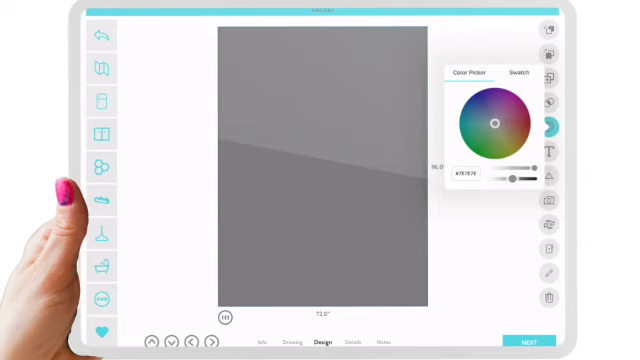 Color Picker
Swatch
#7E7E7E
96.0"
72.0"
Info
Drawing
Design
Details
Notes
NEXT
T